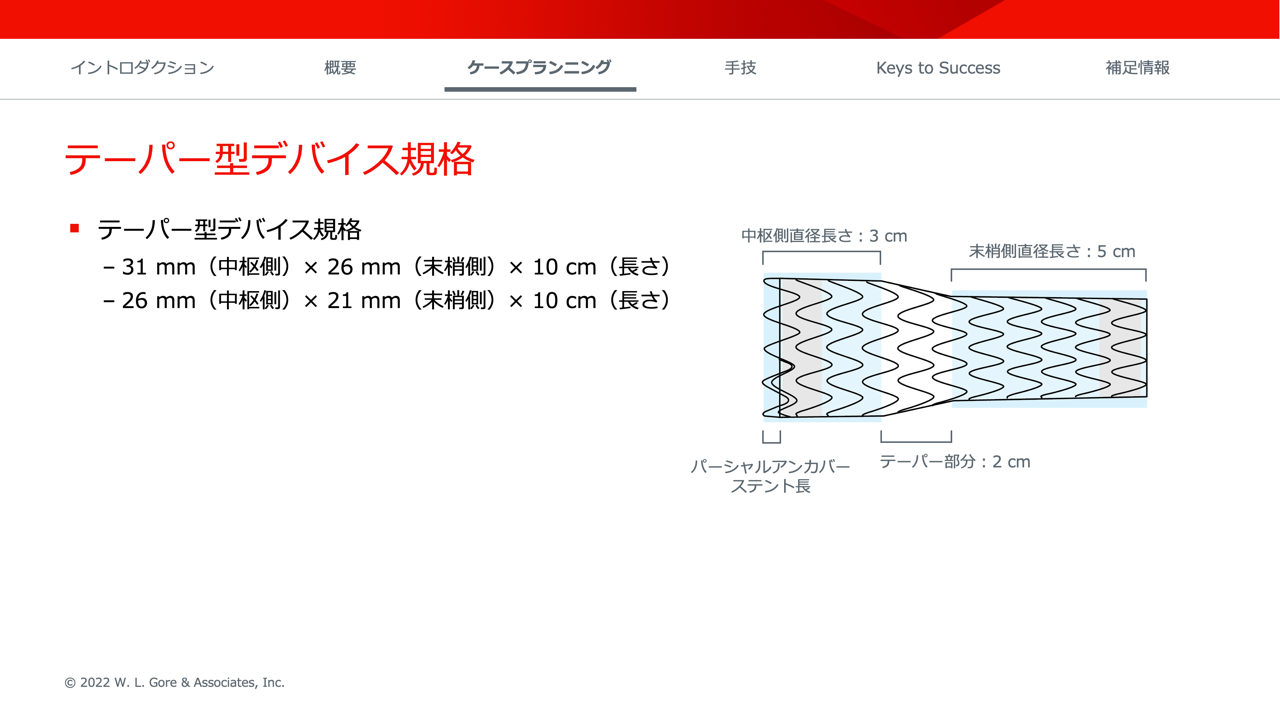 イントロダクション
概要
ケースプランニング
手技
Keys to Success
補足情報
テーパー型デバイス規格
テーパー型デバイス規格
– 31 mm（中枢側）× 26 mm（末梢側）× 10 cm（長さ）
– 26 mm（中枢側）× 21 mm（末梢側）× 10 cm（長さ）
中枢側直径長さ : 3 cm
末梢側直径長さ : 5 cm
パーシャルアンカバー
ステント長
テーパー部分 : 2 cm
© 2022 W. L. Gore & Associates, Inc.